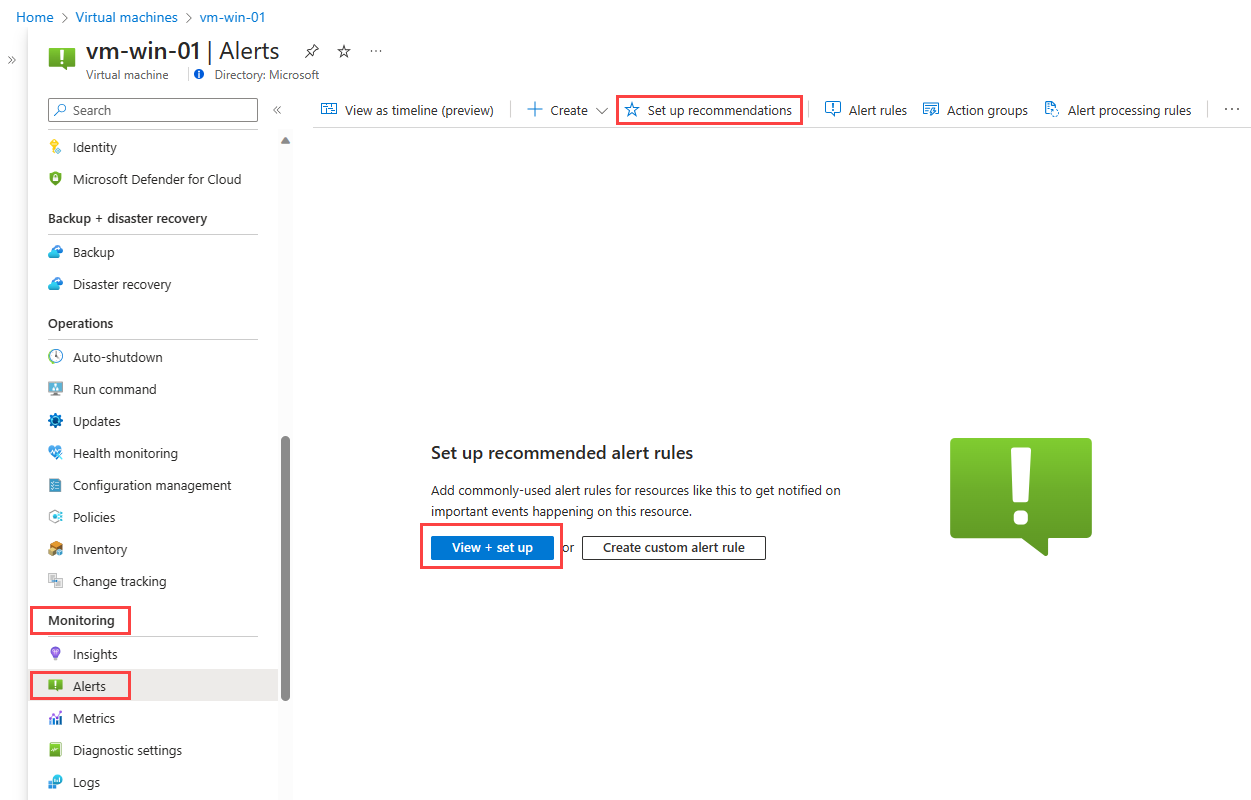 Home > Virtual machines > vm-win-01
vm-win-01 | Alerts
Virtual machine
Directory: Microsoft
Search
View as timeline (preview)
Create
Set up recommendations
Alert rules
Action groups
Alert processing rules
Identity
Microsoft Defender for Cloud
Backup + disaster recovery
Backup
Disaster recovery
Operations
Auto-shutdown
Run command
Updates
Health monitoring
Configuration management
Policies
Inventory
Change tracking
Monitoring
Insights
Alerts
Metrics
Diagnostic settings
Logs
Set up recommended alert rules
Add commonly-used alert rules for resources like this to get notified on
important events happening on this resource.
View + set up or Create custom alert rule